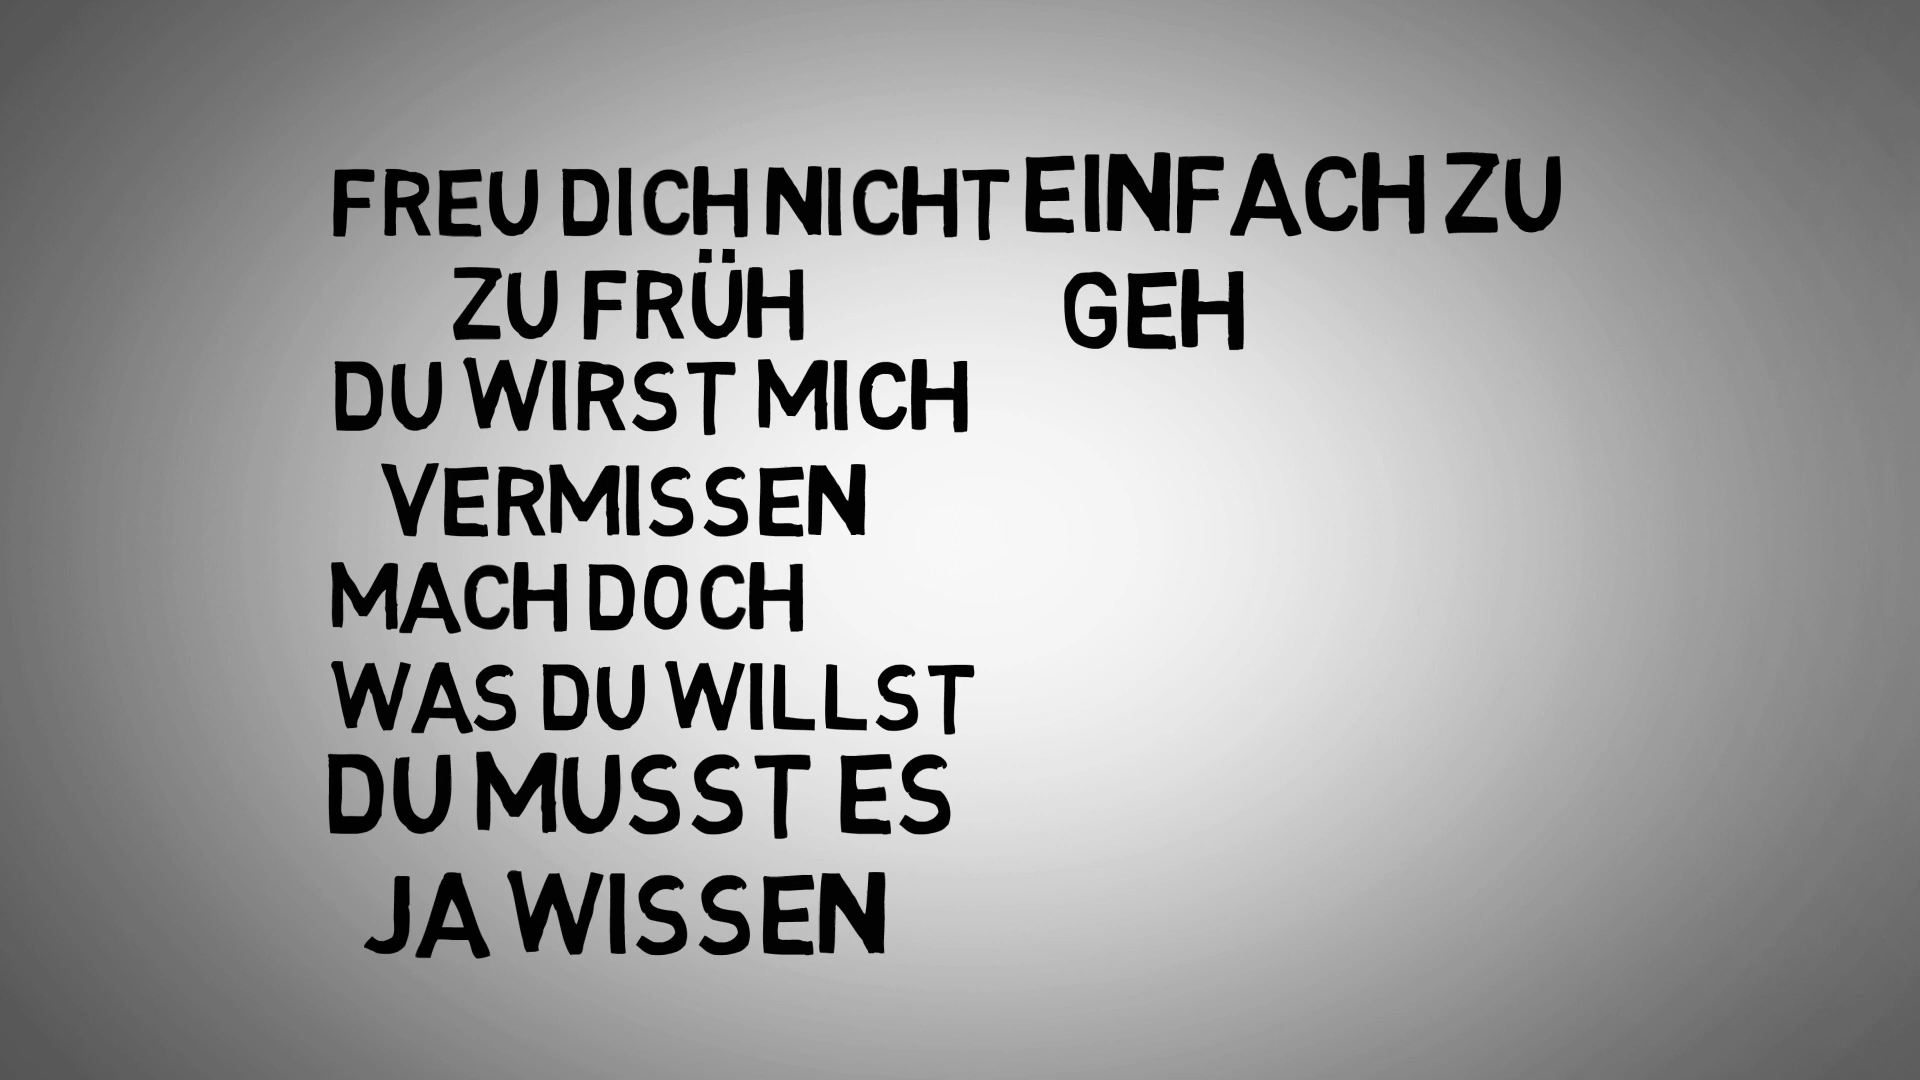 FREU DICH NICHT
ZU FRÜH
DU WIRST MICH
VERMISSEN
MACH DOCH
WAS DU WILLST
DU MUSST ES
JA WISSEN
EINFACH ZU
GEH